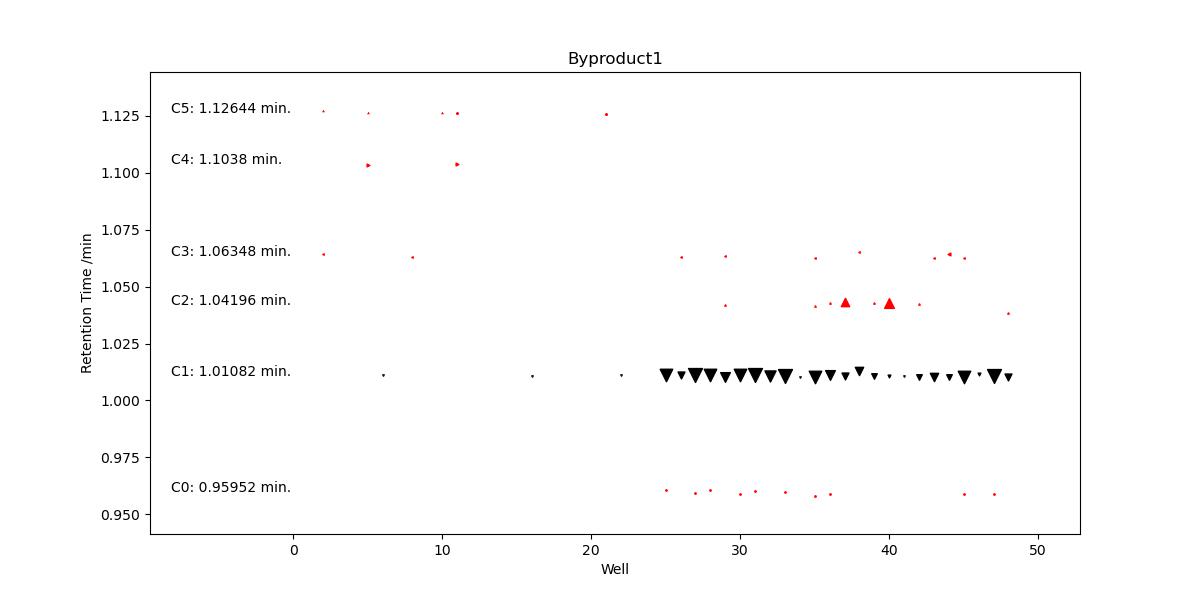 Byproduct1
Retention Time /min
1.125
1.100
1.075
1.050
1.025
1.000
0.975
0.950
C5: 1.12644 min.
C4: 1.1038 min.
C3: 1.06348 min.
C2: 1.04196 min.
C1: 1.01082 min.
C0: 0.95952 min.
0 10 20 30 40 50
Well